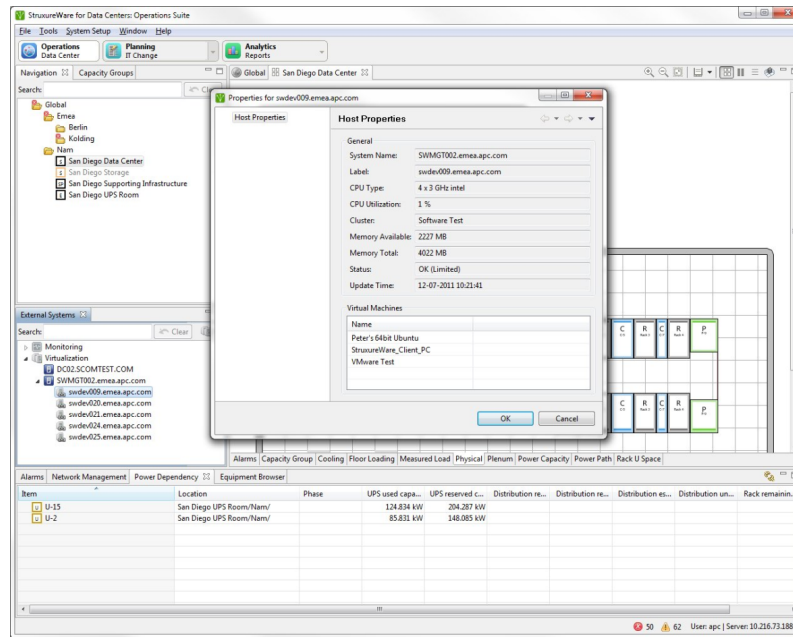 StruxureWare for Data Centers: Operations Suite
File Tools System Setup Window Help
Operations
Data Center
Planning
IT Change
Analytics
Reports
Navigation Capacity Groups
Global San Diego Data Center
Search:
Global
Emea
Berlin
Kolding
Nam
San Diego Data Center
San Diego Storage
San Diego Supporting Infrastructure
San Diego UPS Room
Properties for swdev009.emea.apc.com
Host Properties
Host Properties
General
System Name: SWMGT002.emea.apc.com
Label: swdev009.emea.apc.com
CPU Type: 4 x 3 GHz intel
CPU Utilization: 1 %
Cluster: Software Test
Memory Available: 2227 MB
Memory Total: 4022 MB
Status: OK (Limited)
Update Time: 12-07-2011 10:21:41
Virtual Machines
Name
Peter's 64bit Ubuntu
StruxureWare_Client_PC
VMware Test
OK Cancel
External Systems
Search: Clear
Monitoring
Virtualization
DC02.SCOMTEST.COM
SWMGT002.emea.apc.com
swdev009.emea.apc.com
swdev020.emea.apc.com
swdev021.emea.apc.com
swdev024.emea.apc.com
swdev025.emea.apc.com
C R C R P
C R C R P
Alarms Capacity Group Cooling Floor Loading Measured Load Physical Plenum Power Capacity Power Path Rack U Space
Alarms Network Management Power Dependency Equipment Browser
Item Location Phase UPS used capa... UPS reserved c... Distribution re... Distribution re... Distribution es... Distribution un... Rack remainin...
U-15 San Diego UPS Room/Nam/ 124.834 kW 204.287 kW
U-2 San Diego UPS Room/Nam/ 85.831 kW 148.085 kW
50 62 User: apc | Server: 10.216.73.188